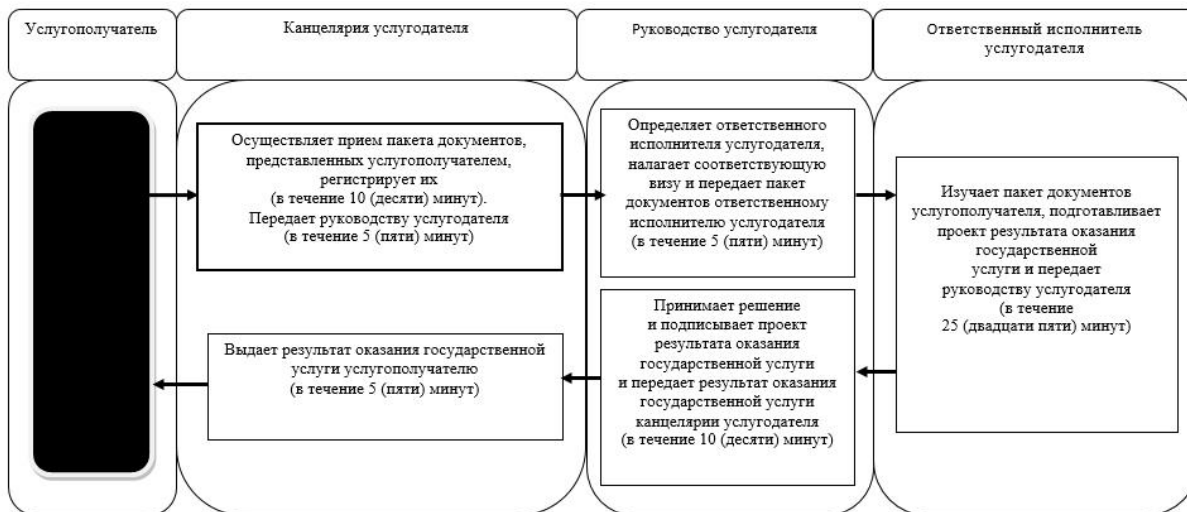 Услугополучатель
Канцелярия услугодателя
Руководство услугодателя
Ответственный исполнитель
услугодателя
Осуществляет прием пакета документов,
представленных услугополучателем,
регистрирует их
(в течение 10 (десяти) минут).
Передает руководству услугодателя
(в течение 5 (пяти) минут)
Определяет ответственного
исполнителя услугодателя,
налагает соответствующую
визу и передает пакет
документов ответственному
исполнителю услугодателя
(в течение 5 (пяти) минут)
Изучает пакет документов
услугополучателя, подготавливает
проект результата оказания
государственной
услуги и передает
руководству услугодателя
(в течение
25 (двадцати пяти) минут)
Принимает решение
и подписывает проект
результата оказания
государственной услуги
и передает результат оказания
государственной услуги
канцелярии услугодателя
(в течение 10 (десяти) минут)
Выдает результат оказания государственной
услуги услугополучателю
(в течение 5 (пяти) минут)